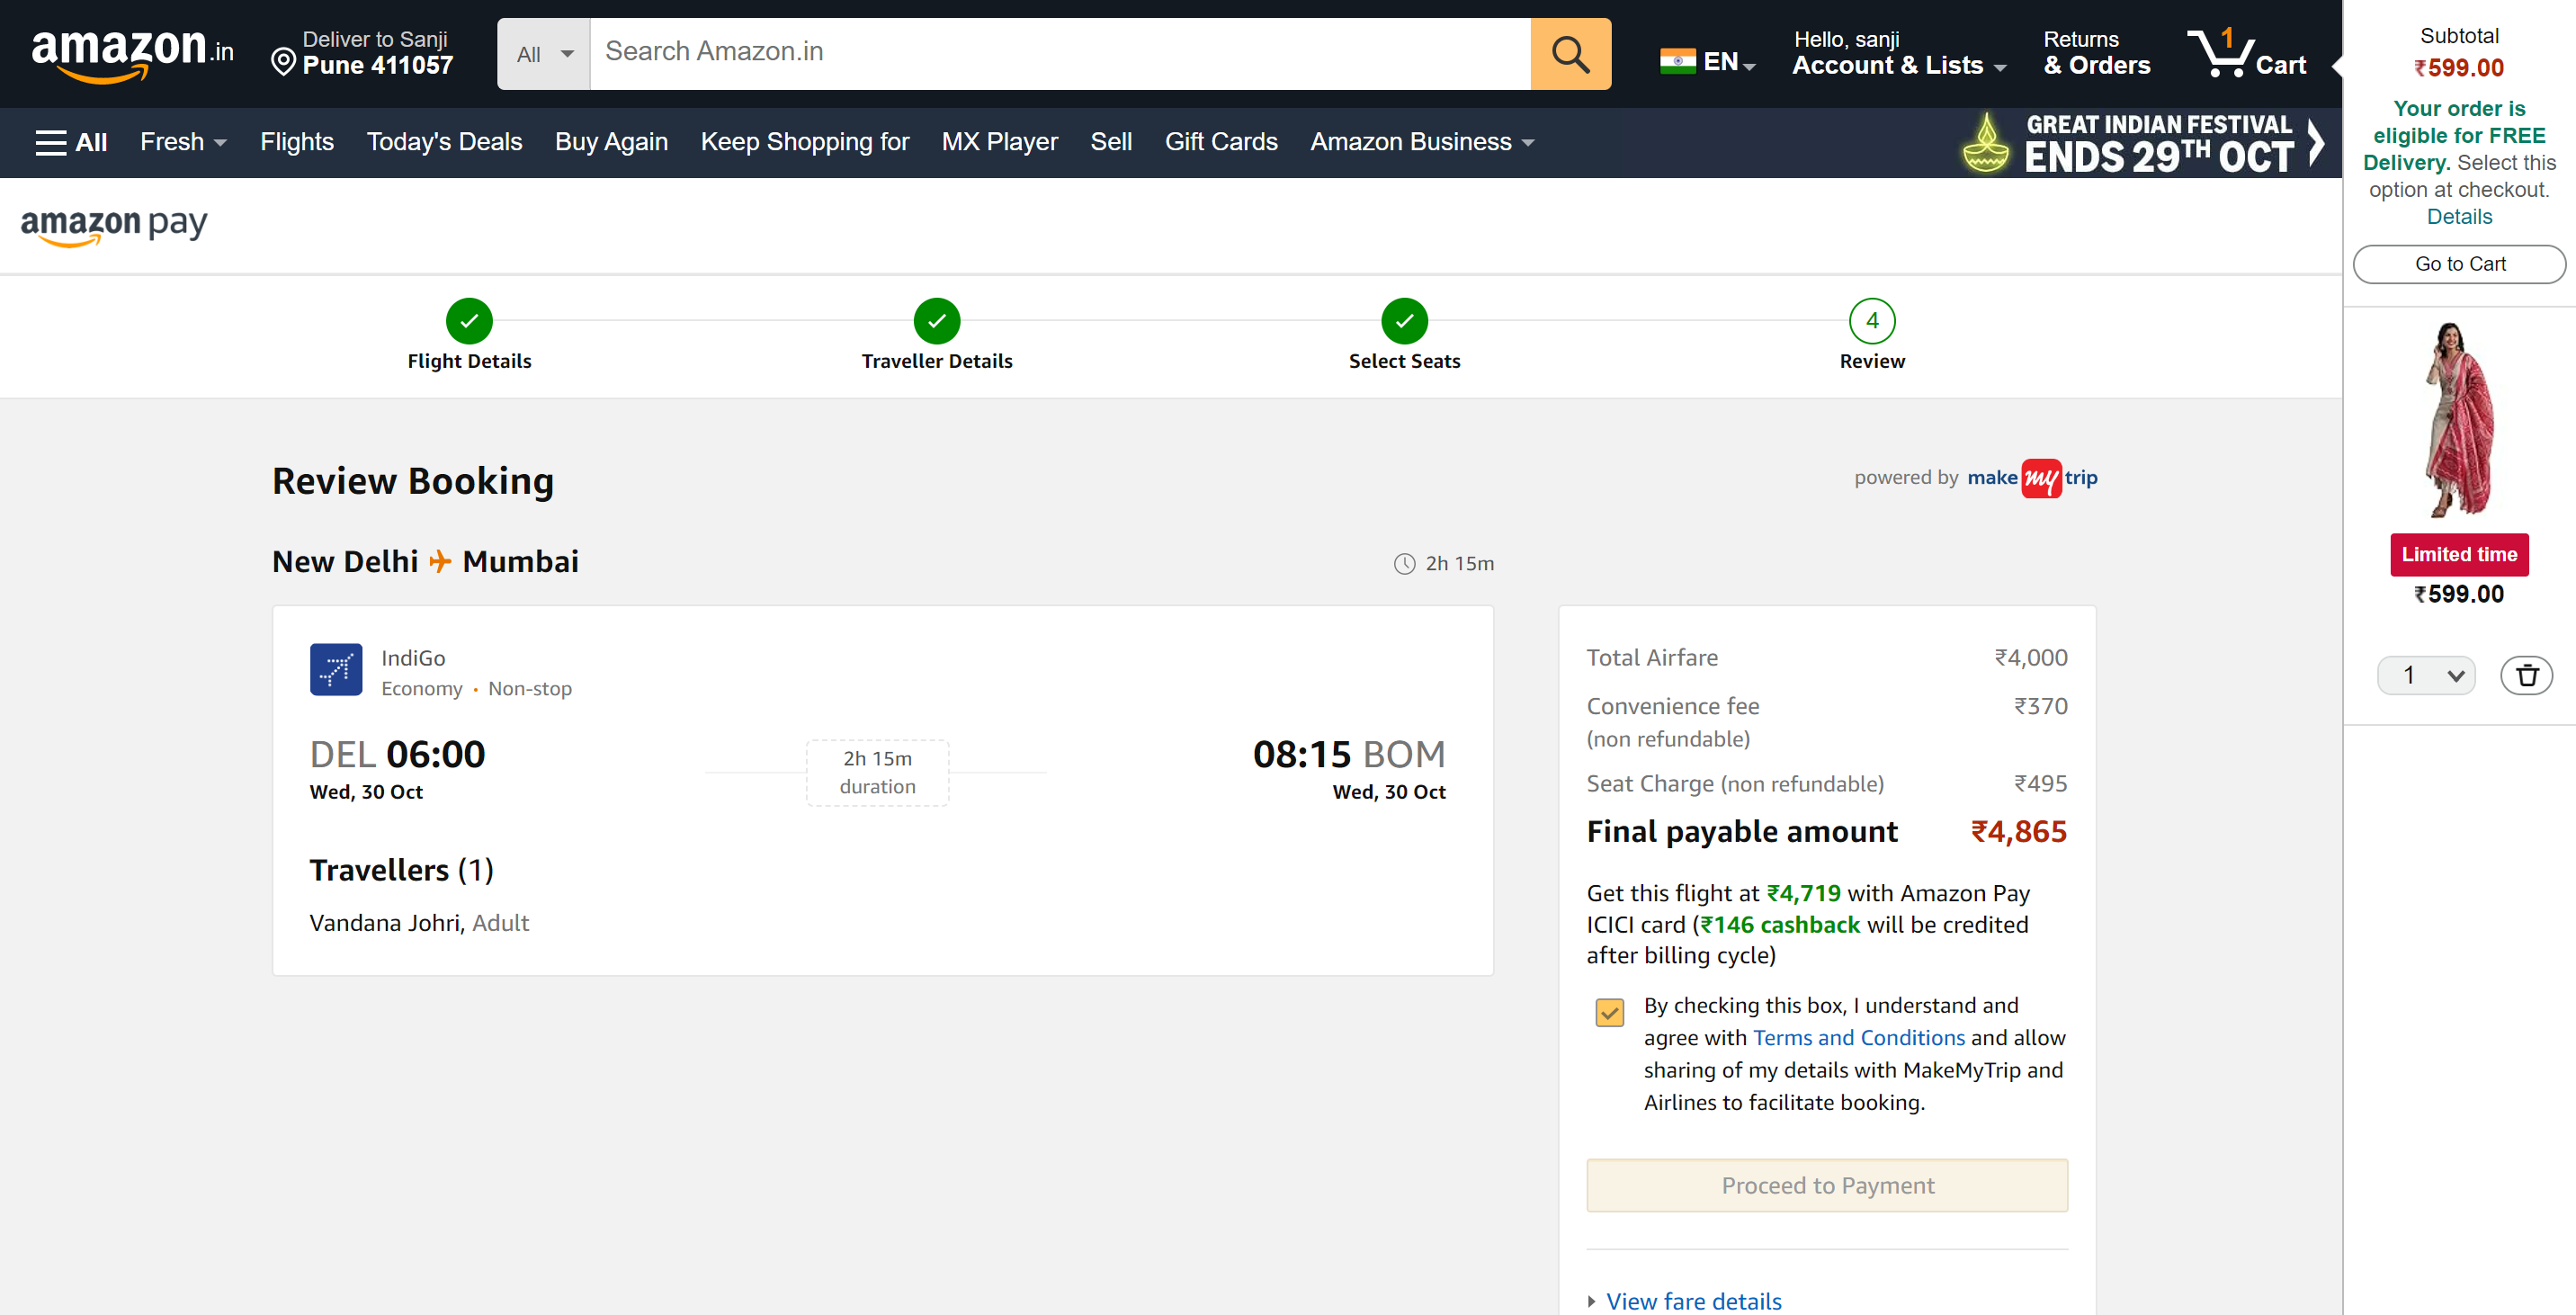 amazon.in
Deliver to Sanji
Pune 411057
All
Search Amazon.in
EN
Hello, sanji
Account & Lists
Returns
& Orders
1
Cart
All
Fresh
Flights
Today's Deals
Buy Again
Keep Shopping for
MX Player
Sell
Gift Cards
Amazon Business
GREAT INDIAN FESTIVAL
ENDS 29TH OCT
amazon pay
Flight Details
Traveller Details
Select Seats
4
Review
Review Booking
powered by make my trip
New Delhi Mumbai
2h 15m
IndiGo
Economy • Non-stop
DEL 06:00
Wed, 30 Oct
2h 15m
duration
08:15 BOM
Wed, 30 Oct
Travellers (1)
Vandana Johri, Adult
Total Airfare ₹4,000
Convenience fee ₹370
(non refundable)
Seat Charge (non refundable) ₹495
Final payable amount ₹4,865
Get this flight at ₹4,719 with Amazon Pay
ICICI card (₹146 cashback will be credited
after billing cycle)
By checking this box, I understand and
agree with Terms and Conditions and allow
sharing of my details with MakeMyTrip and
Airlines to facilitate booking.
Proceed to Payment
View fare details
Subtotal
₹599.00
Your order is
eligible for FREE
Delivery. Select this
option at checkout.
Details
Go to Cart
Limited time
₹599.00
1